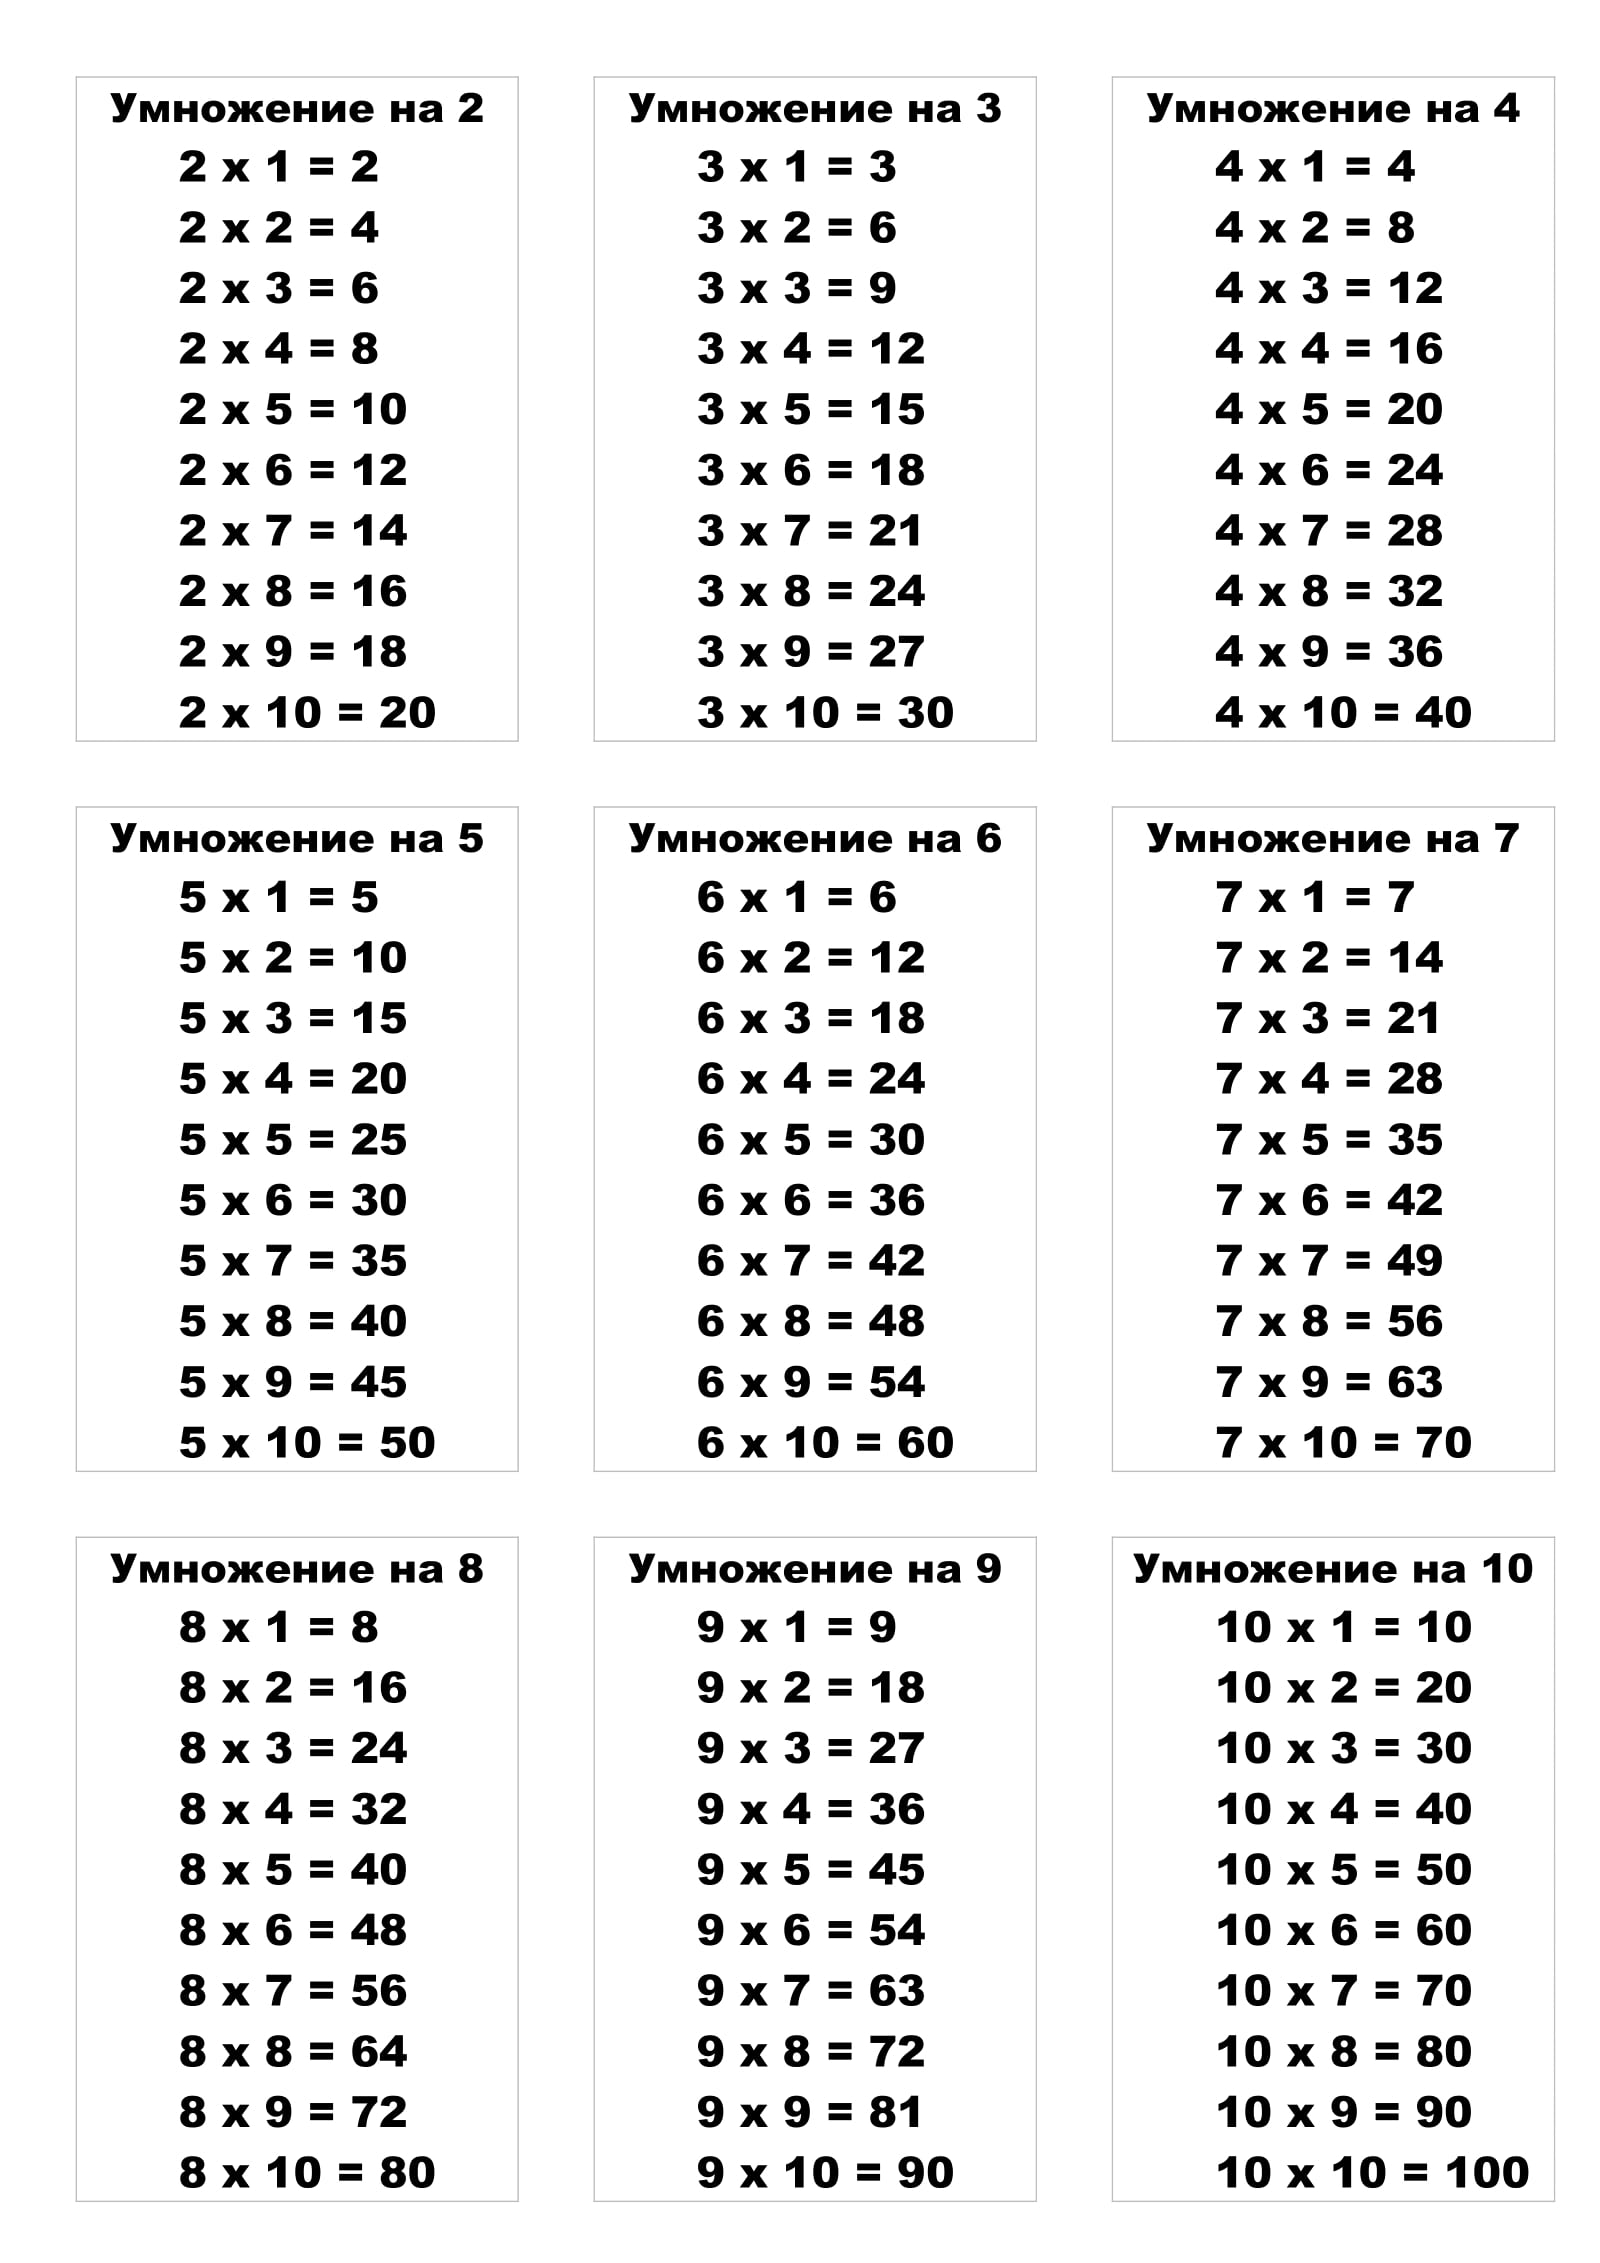 Умножение на 2
2 x 1 = 2
2 x 2 = 4
2 x 3 = 6
2 x 4 = 8
2 x 5 = 10
2 x 6 = 12
2 x 7 = 14
2 x 8 = 16
2 x 9 = 18
2 x 10 = 20
Умножение на 3
3 x 1 = 3
3 x 2 = 6
3 x 3 = 9
3 x 4 = 12
3 x 5 = 15
3 x 6 = 18
3 x 7 = 21
3 x 8 = 24
3 x 9 = 27
3 x 10 = 30
Умножение на 4
4 x 1 = 4
4 x 2 = 8
4 x 3 = 12
4 x 4 = 16
4 x 5 = 20
4 x 6 = 24
4 x 7 = 28
4 x 8 = 32
4 x 9 = 36
4 x 10 = 40
Умножение на 5
5 x 1 = 5
5 x 2 = 10
5 x 3 = 15
5 x 4 = 20
5 x 5 = 25
5 x 6 = 30
5 x 7 = 35
5 x 8 = 40
5 x 9 = 45
5 x 10 = 50
Умножение на 6
6 x 1 = 6
6 x 2 = 12
6 x 3 = 18
6 x 4 = 24
6 x 5 = 30
6 x 6 = 36
6 x 7 = 42
6 x 8 = 48
6 x 9 = 54
6 x 10 = 60
Умножение на 7
7 x 1 = 7
7 x 2 = 14
7 x 3 = 21
7 x 4 = 28
7 x 5 = 35
7 x 6 = 42
7 x 7 = 49
7 x 8 = 56
7 x 9 = 63
7 x 10 = 70
Умножение на 8
8 x 1 = 8
8 x 2 = 16
8 x 3 = 24
8 x 4 = 32
8 x 5 = 40
8 x 6 = 48
8 x 7 = 56
8 x 8 = 64
8 x 9 = 72
8 x 10 = 80
Умножение на 9
9 x 1 = 9
9 x 2 = 18
9 x 3 = 27
9 x 4 = 36
9 x 5 = 45
9 x 6 = 54
9 x 7 = 63
9 x 8 = 72
9 x 9 = 81
9 x 10 = 90
Умножение на 10
10 x 1 = 10
10 x 2 = 20
10 x 3 = 30
10 x 4 = 40
10 x 5 = 50
10 x 6 = 60
10 x 7 = 70
10 x 8 = 80
10 x 9 = 90
10 x 10 = 100